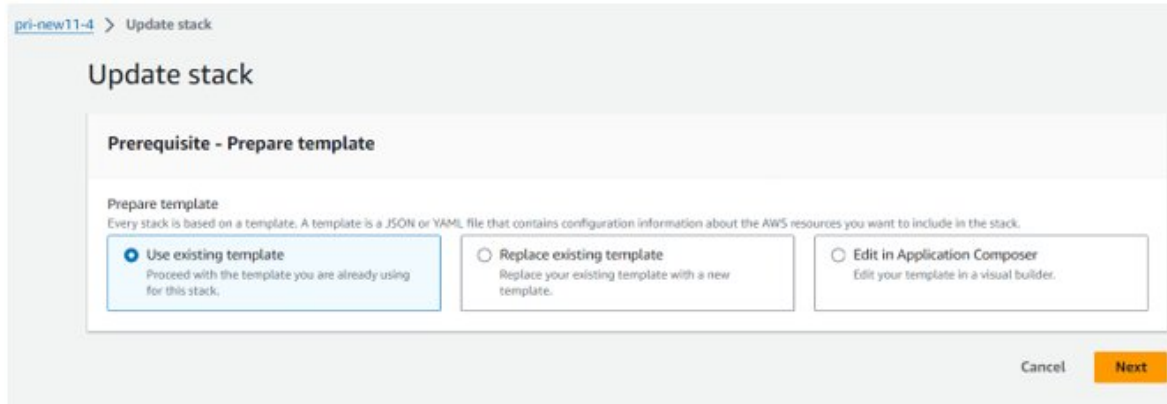 pri-new11-4 > Update stack
Update stack
Prerequisite - Prepare template
Prepare template
Every stack is based on a template. A template is a JSON or YAML file that contains configuration information about the AWS resources you want to include in the stack.
Use existing template
Proceed with the template you are already using
for this stack.
Replace existing template
Replace your existing template with a new
template.
Edit in Application Composer
Edit your template in a visual builder.
Cancel
Next